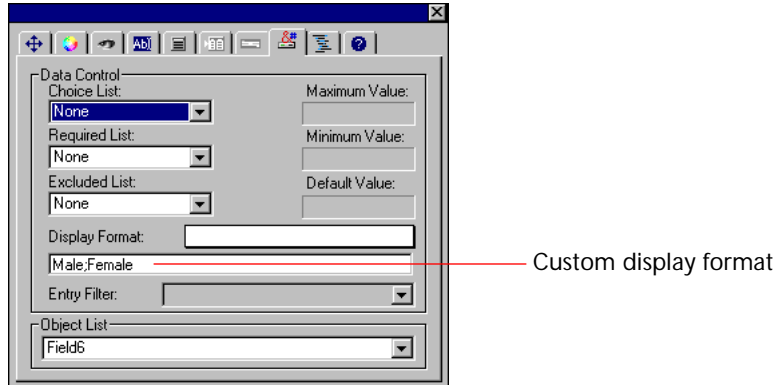 Data Control
Choice List:
Maximum Value:
None
Required List:
Minimum Value:
None
Excluded List:
Default Value:
None
Display Format:
Male;Female
Custom display format
Entry Filter:
Object List
Field6